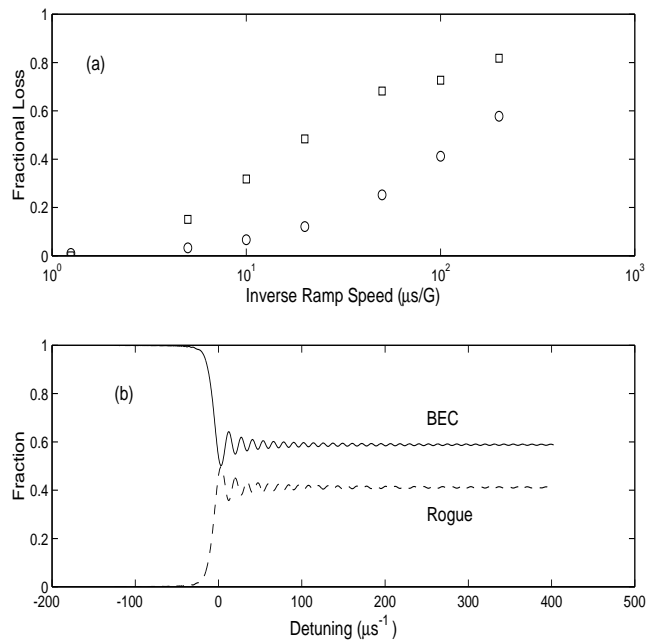 1
0.8
0.6
0.4
0.2
0
(a)
Fractional Loss
10^0 10^1 10^2 10^3
Inverse Ramp Speed (μs/G)
1
0.8
0.6
0.4
0.2
0
(b)
BEC
Rogue
Fraction
-200 -100 0 100 200 300 400 500
Detuning (μs^-1)